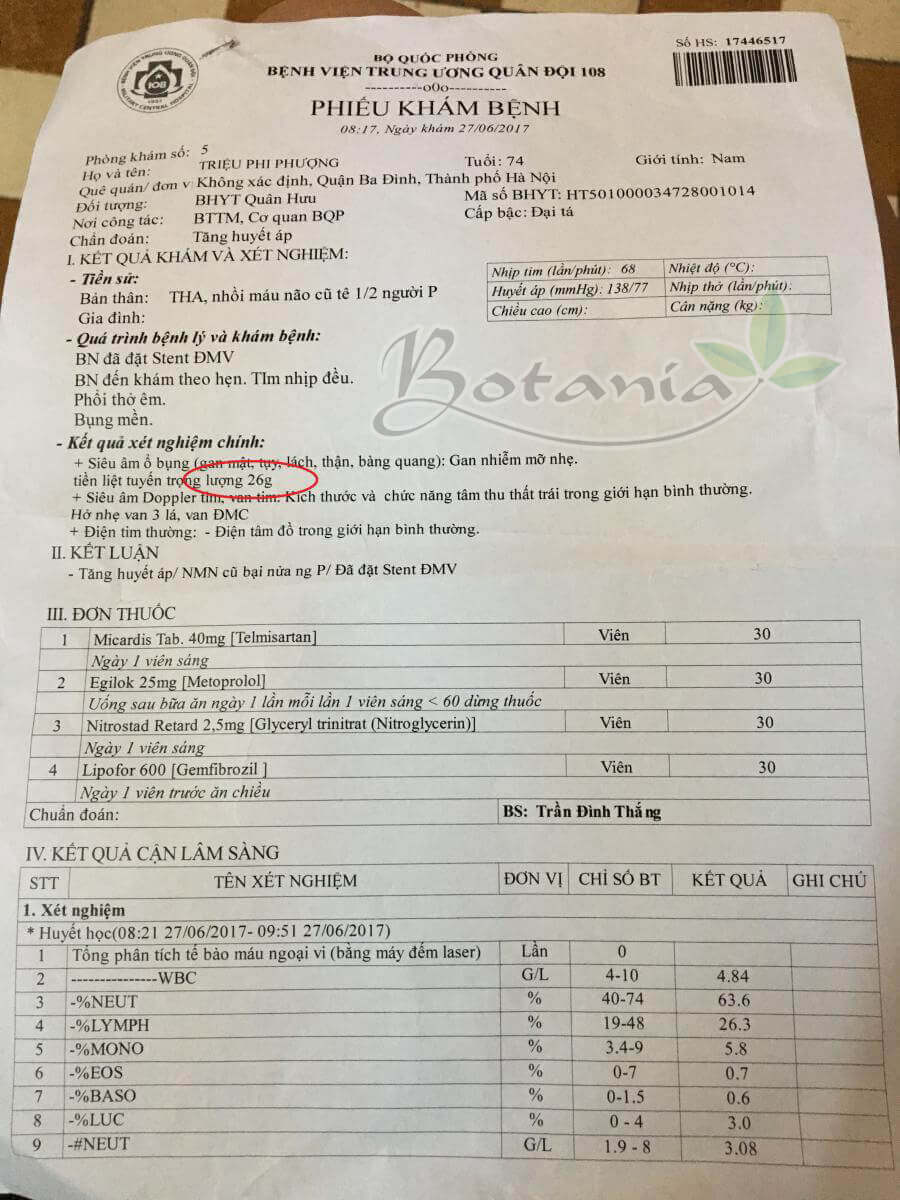 BỘ QUỐC PHÒNG
BỆNH VIỆN TRUNG ƯƠNG QUÂN ĐỘI 108
----------o0o----------
PHIẾU KHÁM BỆNH
08:17, Ngày khám 27/06/2017
Số HS: 17446517
108
1951
Phòng khám số: 5
Họ và tên: TRIỆU PHI PHƯỢNG Tuổi: 74 Giới tính: Nam
Quê quán/ đơn v Không xác định, Quận Ba Đình, Thành phố Hà Nội
Đối tượng: BHYT Quân Hưu Mã số BHYT: HT501000034728001014
Nơi công tác: BTTM, Cơ quan BQP Cấp bậc: Đại tá
Chẩn đoán: Tăng huyết áp
I. KẾT QUẢ KHÁM VÀ XÉT NGHIỆM:
- Tiền sử:
Bản thân: THA, nhồi máu não cũ tê 1/2 người P
Gia đình:
Nhịp tim (lần/phút): 68 Nhiệt độ (°C):
Huyết áp (mmHg): 138/77 Nhịp thở (lần/phút):
Chiều cao (cm): Cân nặng (kg):
- Quá trình bệnh lý và khám bệnh:
BN đã đặt Stent ĐMV
BN đến khám theo hẹn. TIm nhịp đều.
Phổi thở êm.
Bụng mền.
Botania
- Kết quả xét nghiệm chính:
+ Siêu âm ổ bụng (gan mật, tụy, lách, thận, bàng quang): Gan nhiễm mỡ nhẹ.
tiền liệt tuyến trọng lượng 26g
+ Siêu âm Doppler tim, van tim: Kích thước và chức năng tâm thu thất trái trong giới hạn bình thường.
Hở nhẹ van 3 lá, van ĐMC
+ Điện tim thường: - Điện tâm đồ trong giới hạn bình thường.
II. KẾT LUẬN
- Tăng huyết áp/ NMN cũ bại nửa ng P/ Đã đặt Stent ĐMV
III. ĐƠN THUỐC
1 Micardis Tab. 40mg [Telmisartan] Viên 30
Ngày 1 viên sáng
2 Egilok 25mg [Metoprolol] Viên 30
Uống sau bữa ăn ngày 1 lần mỗi lần 1 viên sáng < 60 dừng thuốc
3 Nitrostad Retard 2,5mg [Glyceryl trinitrat (Nitroglycerin)] Viên 30
Ngày 1 viên sáng
4 Lipofor 600 [Gemfibrozil ] Viên 30
Ngày 1 viên trước ăn chiều
Chuẩn đoán: BS: Trần Đình Thắng
IV. KẾT QUẢ CẬN LÂM SÀNG
STT TÊN XÉT NGHIỆM ĐƠN VỊ CHỈ SỐ BT KẾT QUẢ GHI CHÚ
1. Xét nghiệm
* Huyết học(08:21 27/06/2017- 09:51 27/06/2017)
1 Tổng phân tích tế bào máu ngoại vi (bằng máy đếm laser) Lần 0
2 ---------------WBC G/L 4-10 4.84
3 -%NEUT % 40-74 63.6
4 -%LYMPH % 19-48 26.3
5 -%MONO % 3.4-9 5.8
6 -%EOS % 0-7 0.7
7 -%BASO % 0-1.5 0.6
8 -%LUC % 0 - 4 3.0
9 -#NEUT G/L 1.9 - 8 3.08